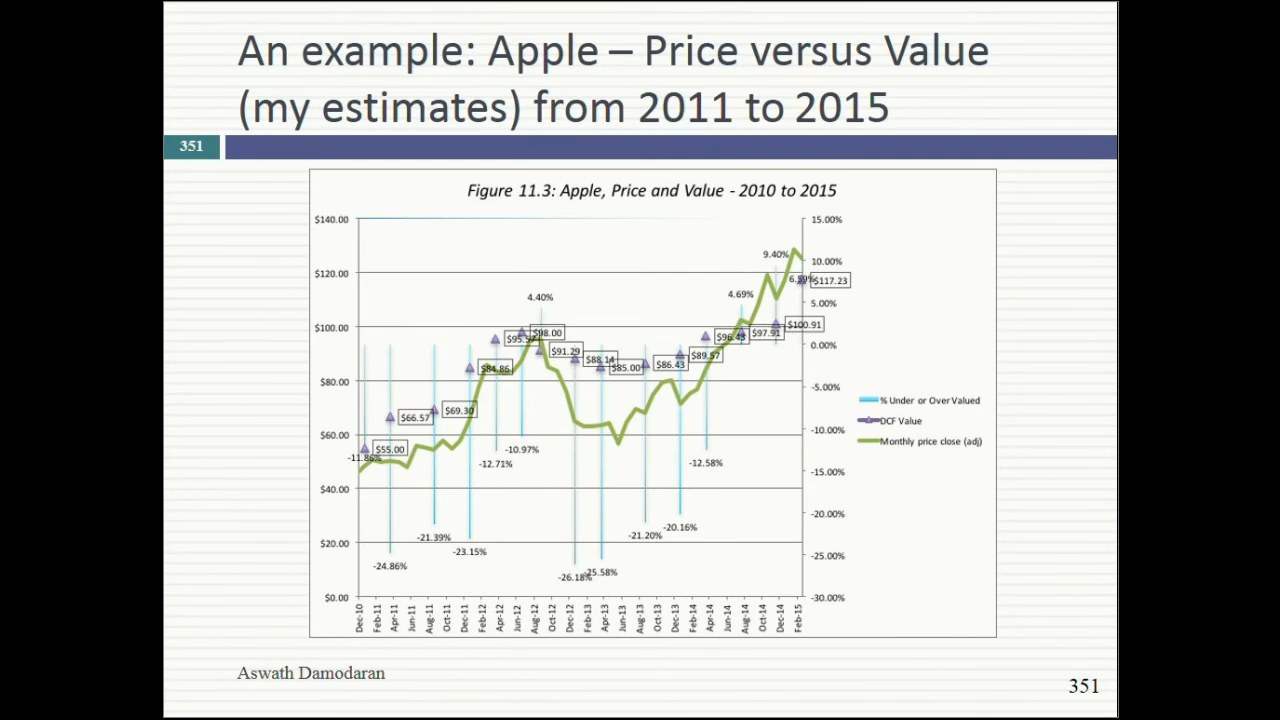 An example: Apple – Price versus Value
(my estimates) from 2011 to 2015
351
Figure 11.3: Apple, Price and Value - 2010 to 2015
$140.00
$120.00
$100.00
$80.00
$60.00
$40.00
$20.00
$0.00
15.00%
10.00%
5.00%
0.00%
-5.00%
-10.00%
-15.00%
-20.00%
-25.00%
-30.00%
-11.86%
-24.86%
-21.39%
-23.15%
-12.71%
-10.97%
4.40%
-26.18%
-25.58%
-21.20%
-20.16%
-12.58%
4.69%
9.40%
$55.00
$66.57
$69.30
$84.86
$98.00
$91.29
$88.14
$85.00
$86.43
$89.57
$96.43
$97.91
$100.91
$117.23
% Under or Over Valued
DCF Value
Monthly price close (adj)
Dec-10
Feb-11
Apr-11
Jun-11
Aug-11
Oct-11
Dec-11
Feb-12
Apr-12
Jun-12
Aug-12
Oct-12
Dec-12
Feb-13
Apr-13
Jun-13
Aug-13
Oct-13
Dec-13
Feb-14
Apr-14
Jun-14
Aug-14
Oct-14
Dec-14
Feb-15
Aswath Damodaran
351